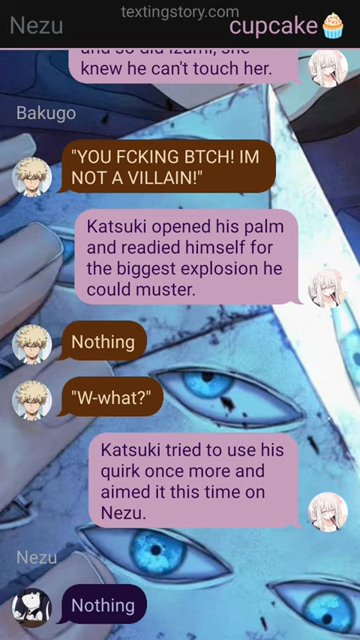 textingstory.com
Nezu
cupcake🧁
and so did Izumi, she
knew he can't touch her.
Bakugo
"YOU FCKING BTCH! IM
NOT A VILLAIN!"
Katsuki opened his palm
and readied himself for
the biggest explosion he
could muster.
Nothing
"W-what?"
Katsuki tried to use his
quirk once more and
aimed it this time on
Nezu.
Nezu
Nothing